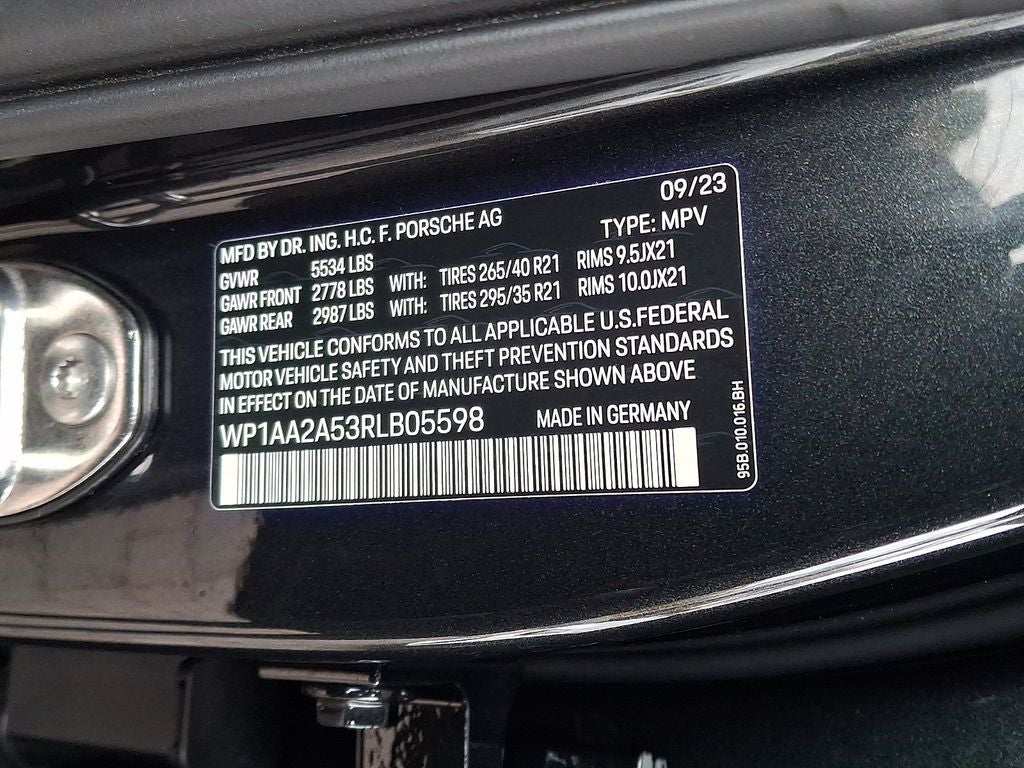 09/23
MFD BY DR. ING. H.C. F. PORSCHE AG TYPE: MPV
GVWR 5534 LBS
GAWR FRONT 2778 LBS WITH: TIRES 265/40 R21 RIMS 9.5JX21
GAWR REAR 2987 LBS WITH: TIRES 295/35 R21 RIMS 10.0JX21
THIS VEHICLE CONFORMS TO ALL APPLICABLE U.S.FEDERAL
MOTOR VEHICLE SAFETY AND THEFT PREVENTION STANDARDS
IN EFFECT ON THE DATE OF MANUFACTURE SHOWN ABOVE
WP1AA2A53RLB05598 MADE IN GERMANY
95B.010.016.BH